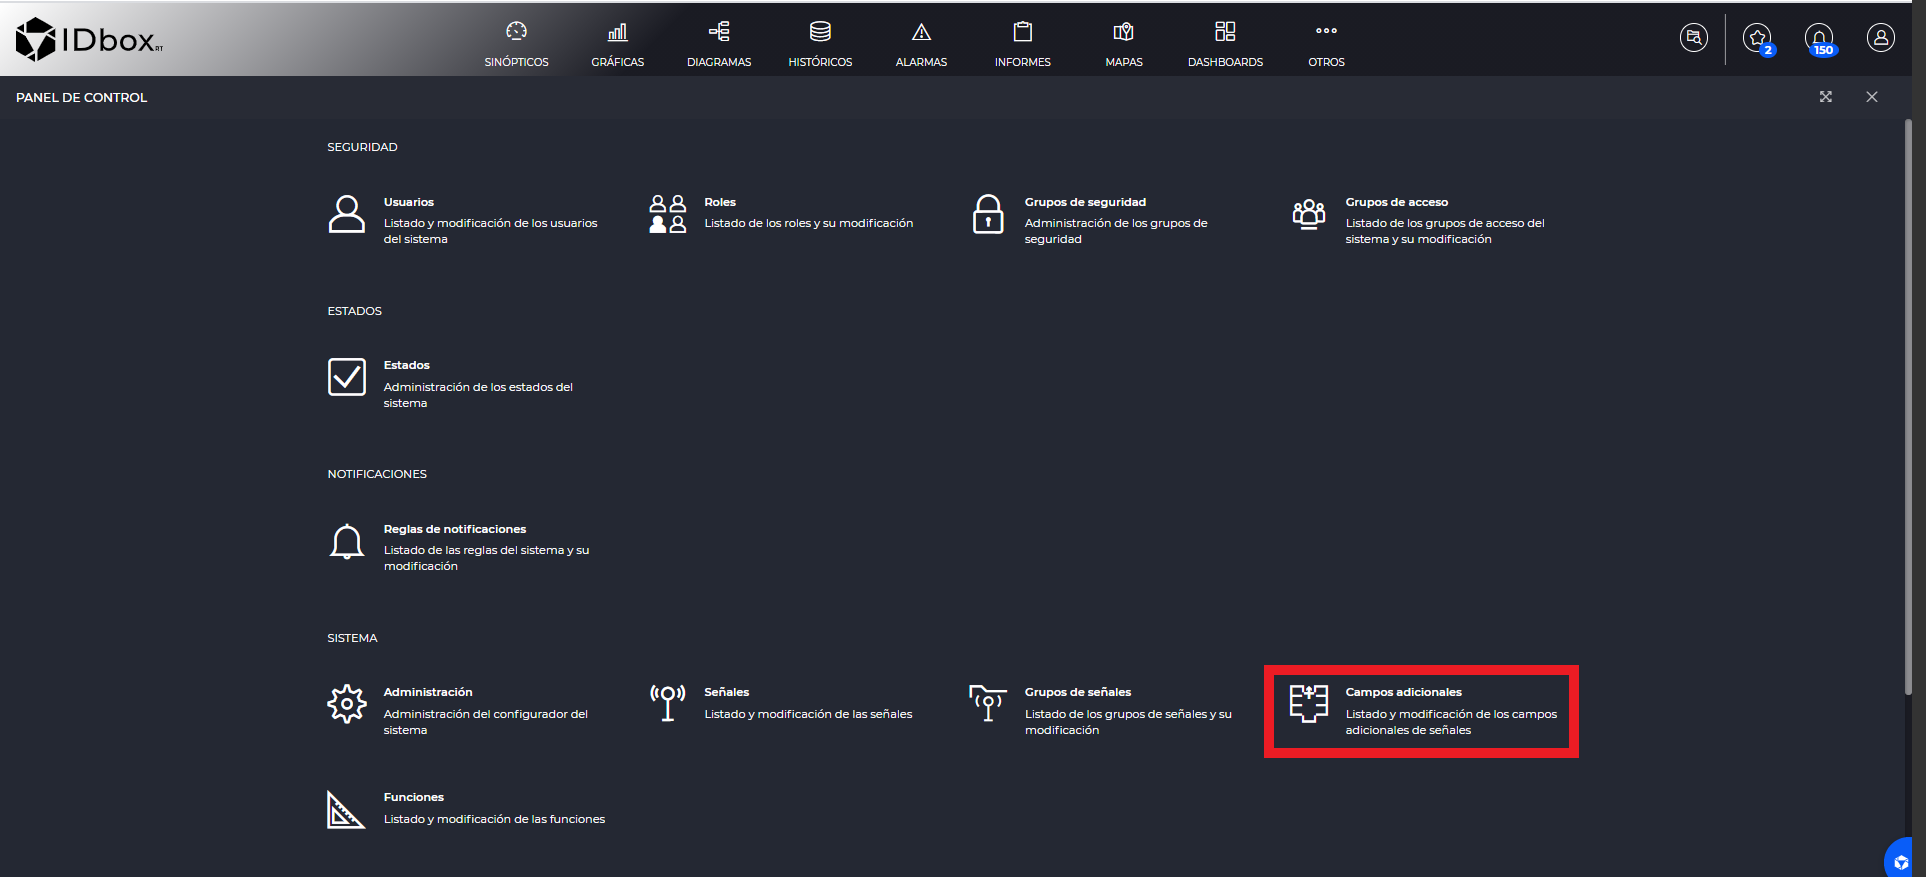 IDbox RT
SINÓPTICOS
GRÁFICAS
DIAGRAMAS
HISTÓRICOS
ALARMAS
INFORMES
MAPAS
DASHBOARDS
OTROS
2
150
PANEL DE CONTROL
SEGURIDAD
Usuarios
Listado y modificación de los usuarios
del sistema
Roles
Listado de los roles y su modificación
Grupos de seguridad
Administración de los grupos de
seguridad
Grupos de acceso
Listado de los grupos de acceso del
sistema y su modificación
ESTADOS
Estados
Administración de los estados del
sistema
NOTIFICACIONES
Reglas de notificaciones
Listado de las reglas del sistema y su
modificación
SISTEMA
Administración
Administración del configurador del
sistema
Señales
Listado y modificación de las señales
Grupos de señales
Listado de los grupos de señales y su
modificación
Campos adicionales
Listado y modificación de los campos
adicionales de señales
Funciones
Listado y modificación de las funciones